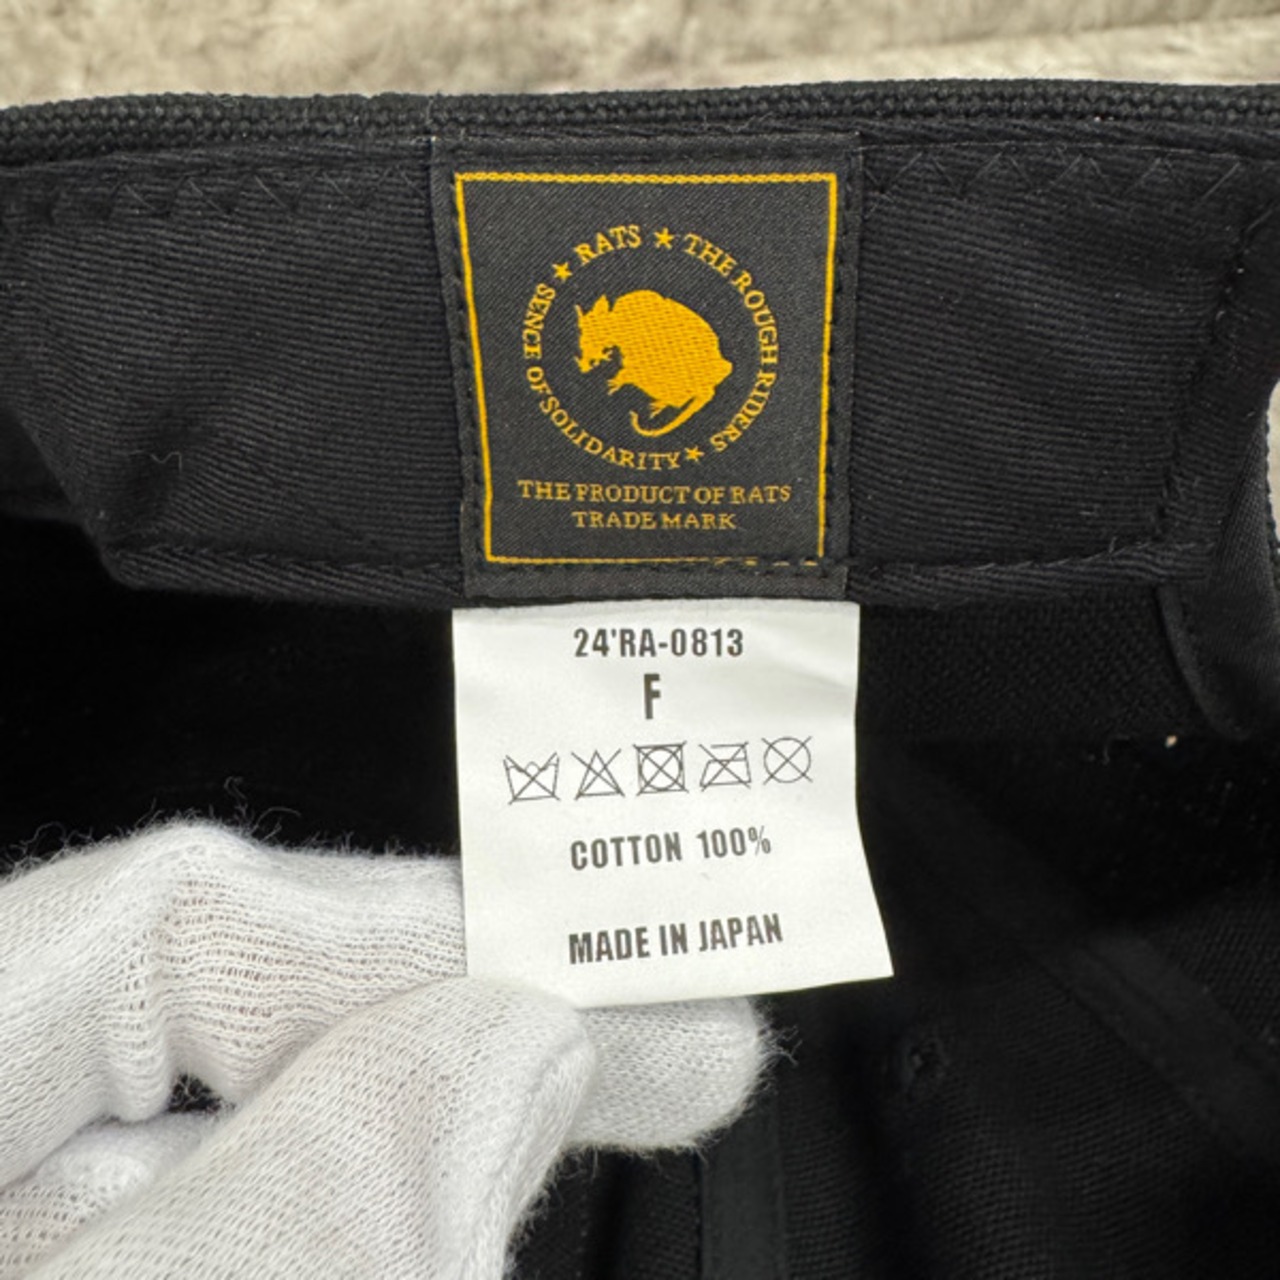 ★ RATS ★ THE ROUGH RIDERS ★ SENCE OF SOLIDARITY
THE PRODUCT OF RATS
TRADE MARK
24'RA-0813
F
COTTON 100%
MADE IN JAPAN